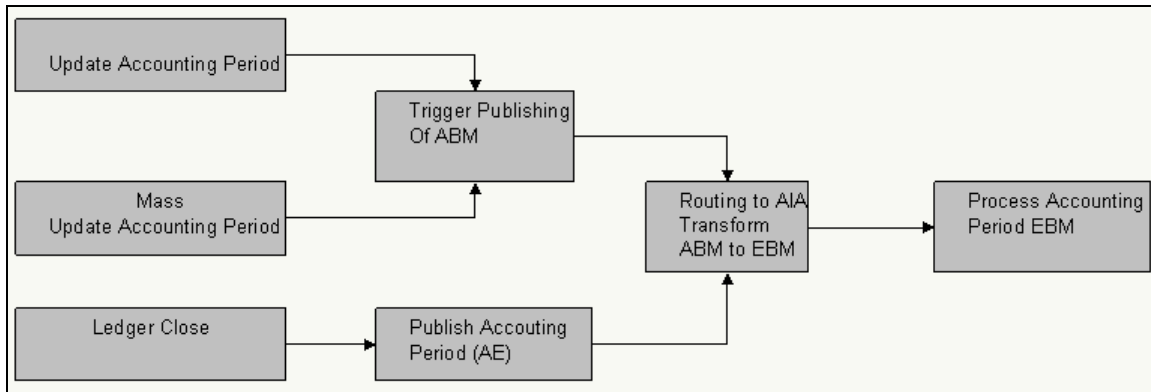 Update Accounting Period
Trigger Publishing
Of ABM
Mass
Update Accounting Period
Routing to AIA
Transform
ABM to EBM
Process Accounting
Period EBM
Ledger Close
Publish Accouting
Period (AE)